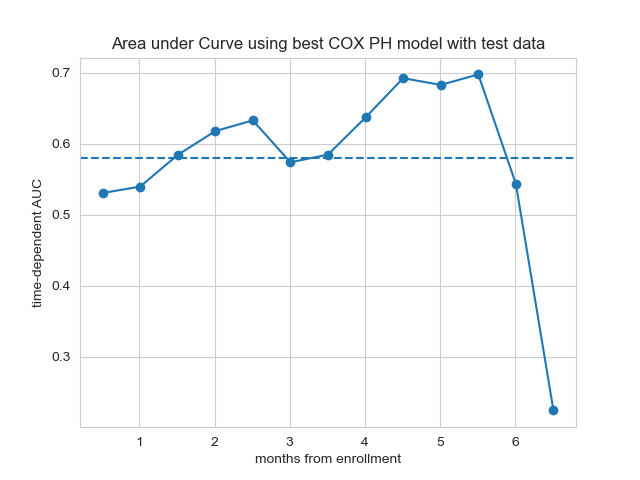 Area under Curve using best COX PH model with test data
0.7
0.6
0.5
0.4
0.3
time-dependent AUC
1 2 3 4 5 6
months from enrollment